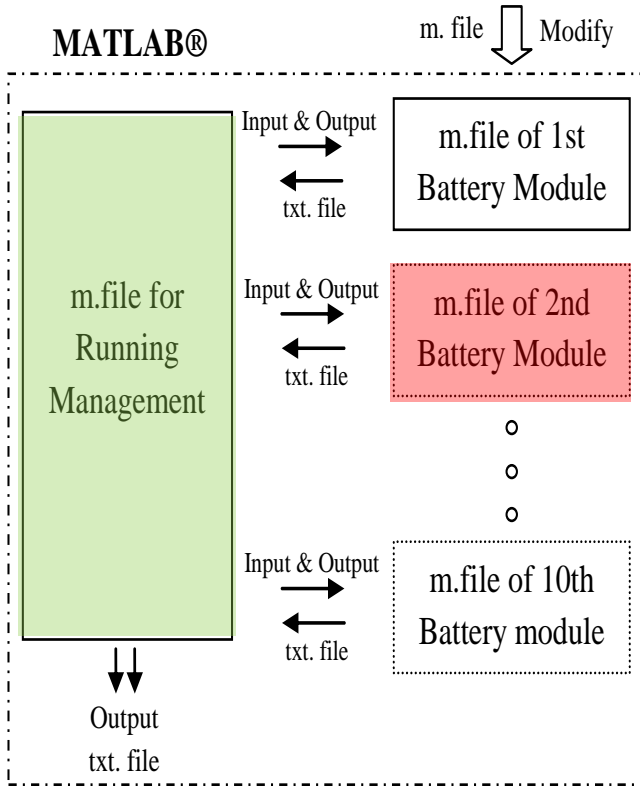 MATLAB®
m. file
Modify
m.file for
Running
Management
Input & Output
txt. file
m.file of 1st
Battery Module
Input & Output
txt. file
m.file of 2nd
Battery Module
Input & Output
txt. file
m.file of 10th
Battery module
Output
txt. file